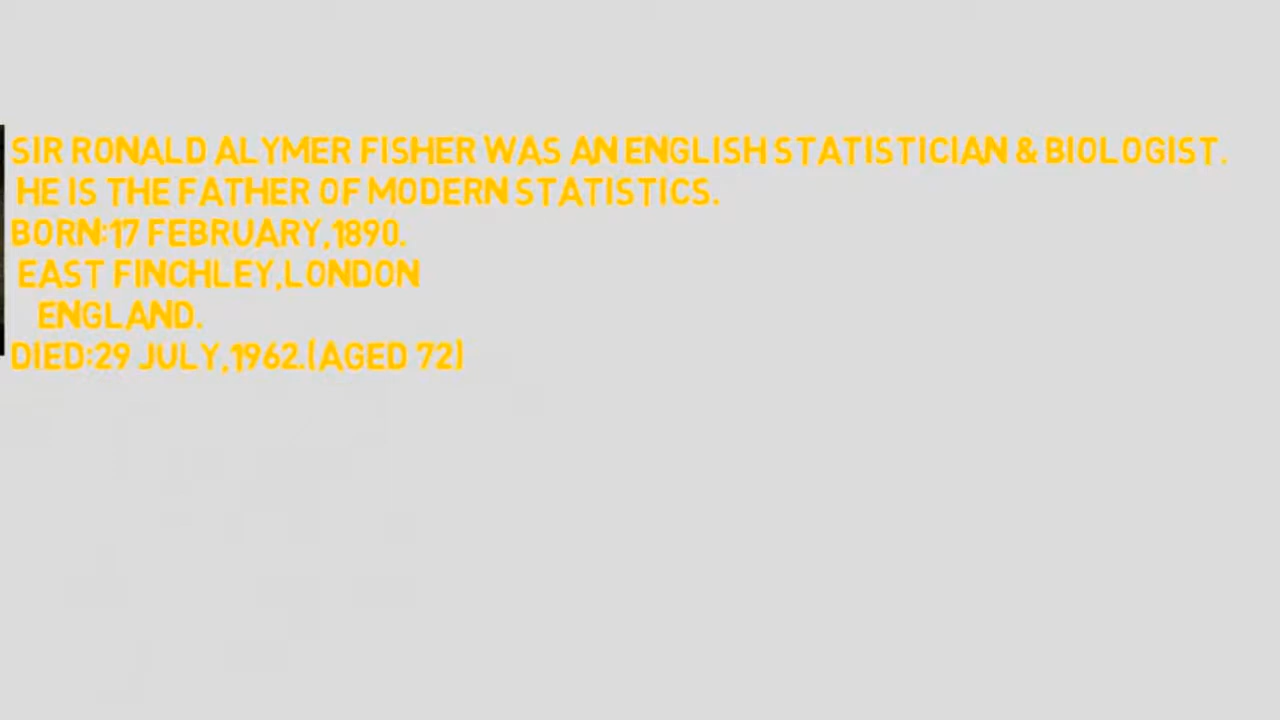 SIR RONALD ALYMER FISHER WAS AN ENGLISH STATISTICIAN & BIOLOGIST.
HE IS THE FATHER OF MODERN STATISTICS.
BORN:17 FEBRUARY,1890.
EAST FINCHLEY,LONDON
ENGLAND.
DIED:29 JULY,1962.(AGED 72)